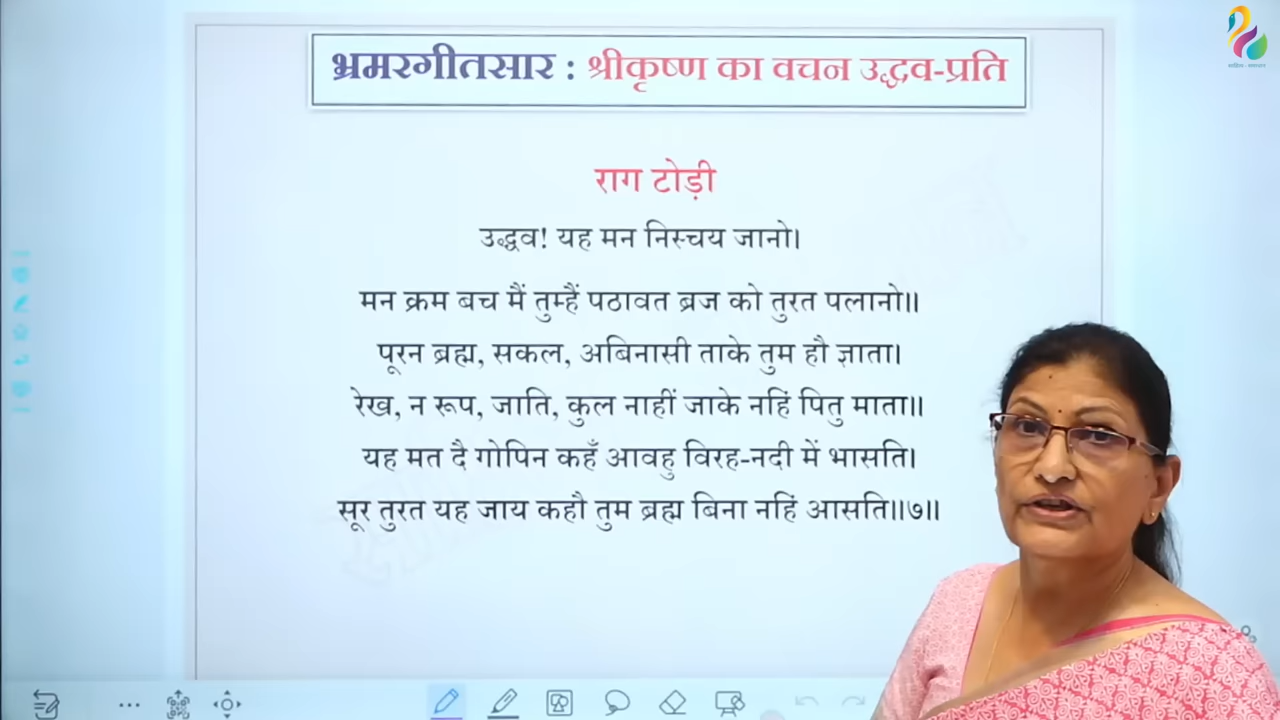 भ्रमरगीतसार : श्रीकृष्ण का वचन उद्धव-प्रति
राग टोड़ी
उद्धव! यह मन निस्चय जानो।
मन क्रम बच मैं तुम्हैं पठावत ब्रज को तुरत पलानो॥
पूरन ब्रह्म, सकल, अबिनासी ताके तुम हौ ज्ञाता।
रेख, न रूप, जाति, कुल नाहीं जाके नहिं पितु माता॥
यह मत दै गोपिन कहँ आवहु विरह-नदी में भासति।
सूर तुरत यह जाय कहौ तुम ब्रह्म बिना नहिं आसति॥७॥